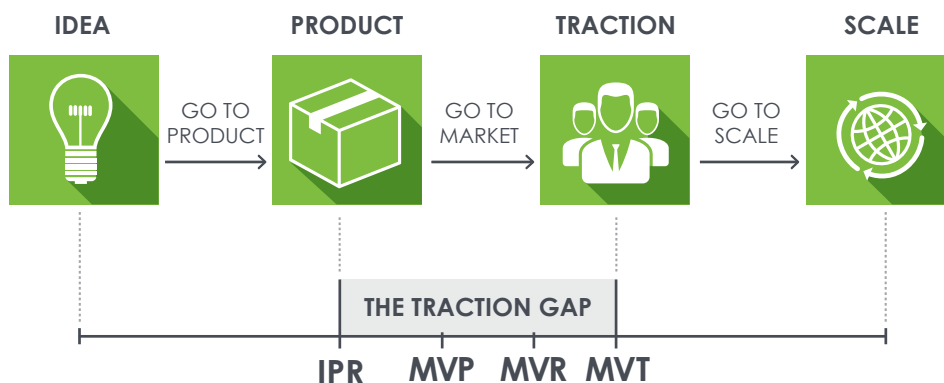 IDEA
PRODUCT
TRACTION
SCALE
GO TO
PRODUCT
GO TO
MARKET
GO TO
SCALE
THE TRACTION GAP
IPR
MVP
MVR
MVT